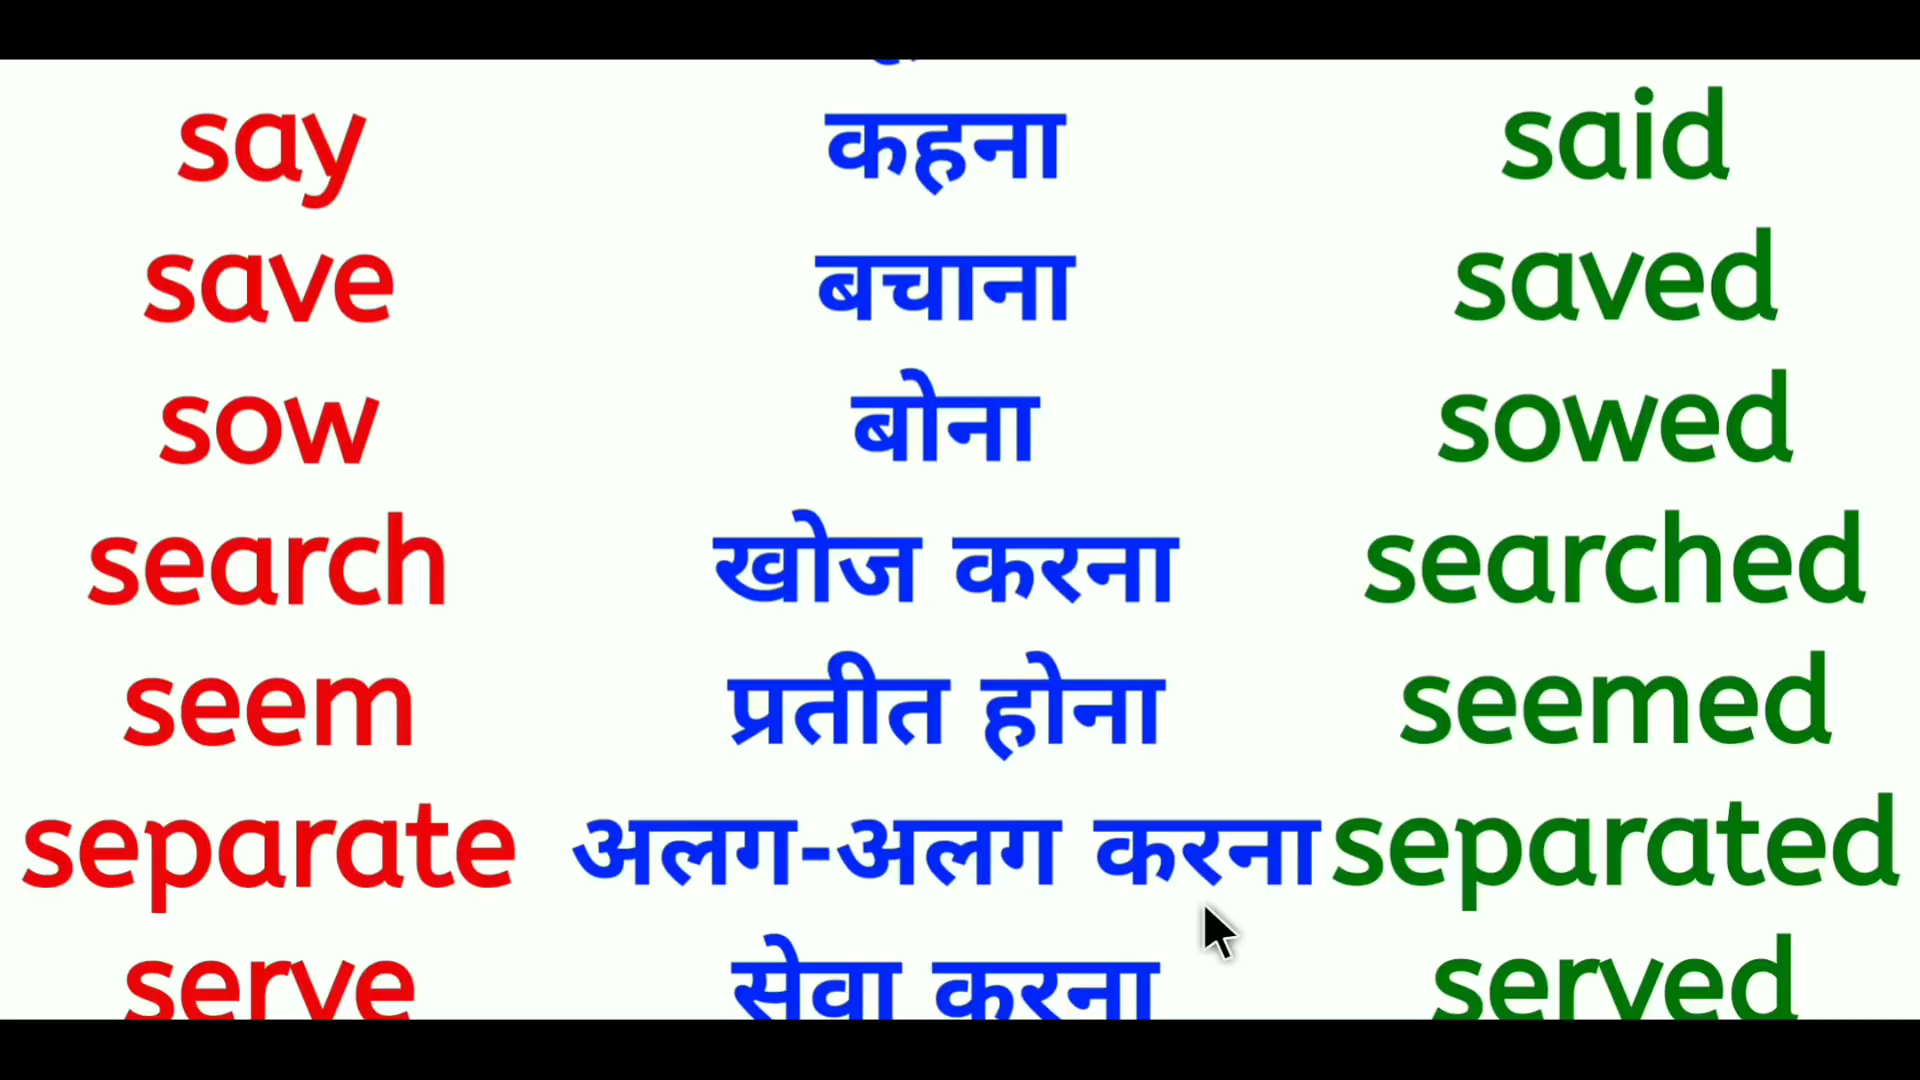 say कहना said
save बचाना saved
sow बोना sowed
search खोज करना searched
seem प्रतीत होना seemed
separate अलग-अलग करना separated
serve सेवा करना served